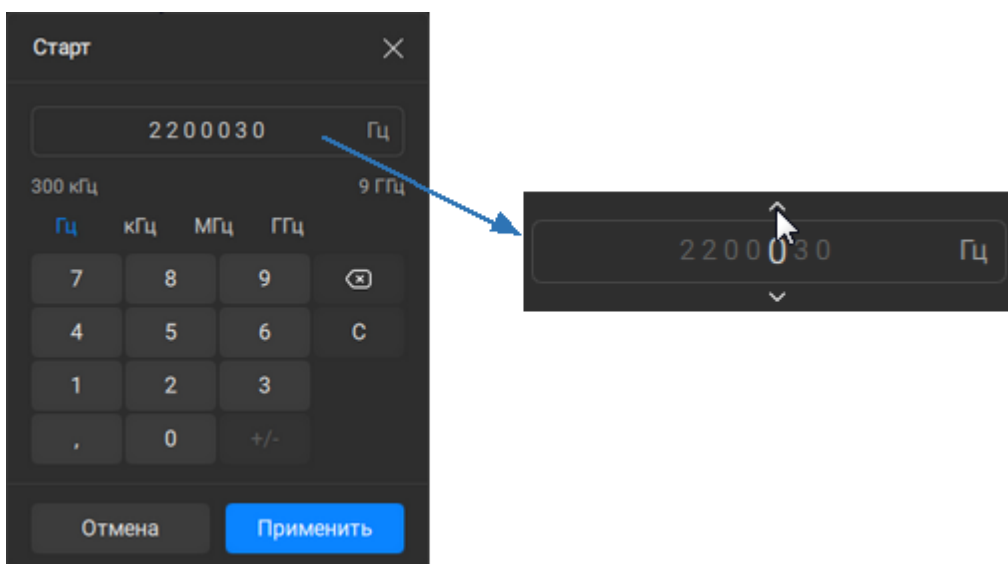 Старт
2200030 Гц
300 кГц 9 ГГц
Гц кГц МГц ГГц
7 8 9
4 5 6 C
1 2 3
, 0 +/-
Отмена Применить
2200030 Гц